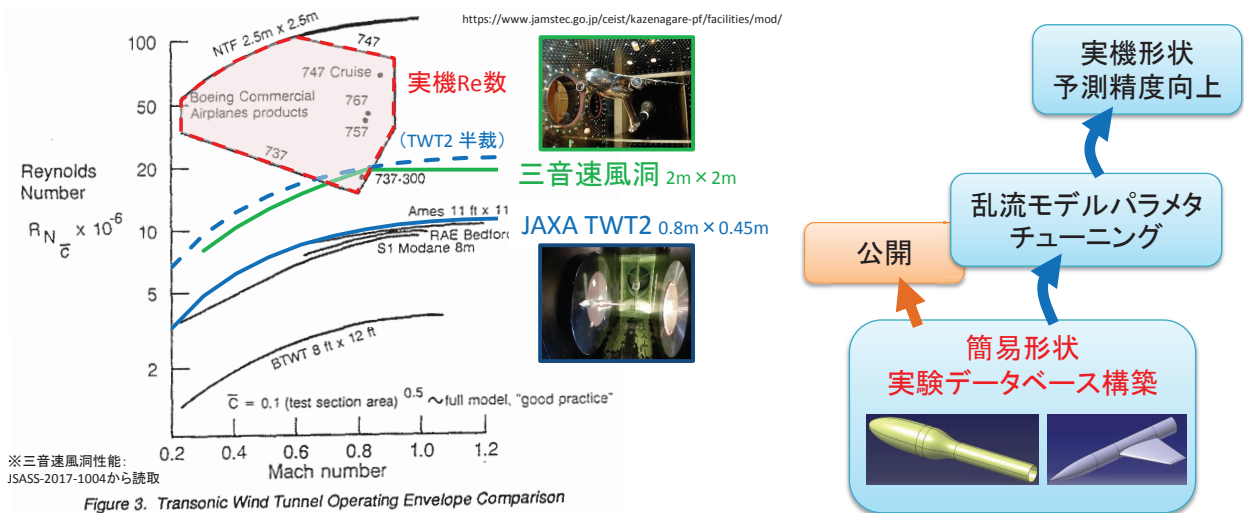 https://www.jamstec.go.jp/ceist/kazenagare-pf/facilities/mod/
NTF 2.5m x 2.5m
747
100
747 Cruise
実機Re数
Boeing Commercial
Airplanes products
767
757
50
(TWT2 半裁)
737
20
737-300
三音速風洞 2m×2m
Reynolds
Number
R_N_c̅ x 10^-6
Ames 11 ft x 11
JAXA TWT2 0.8m×0.45m
RAE Bedford
S1 Modane 8m
10
5
BTWT 8 ft x 12 ft
2
c̅ = 0.1 (test section area) 0.5 ~full model, "good practice"
0.2 0.4 0.6 0.8 1.0 1.2
Mach number
※三音速風洞性能:
JSASS-2017-1004から読取
Figure 3. Transonic Wind Tunnel Operating Envelope Comparison
実機形状
予測精度向上
乱流モデルパラメタ
チューニング
公開
簡易形状
実験データベース構築